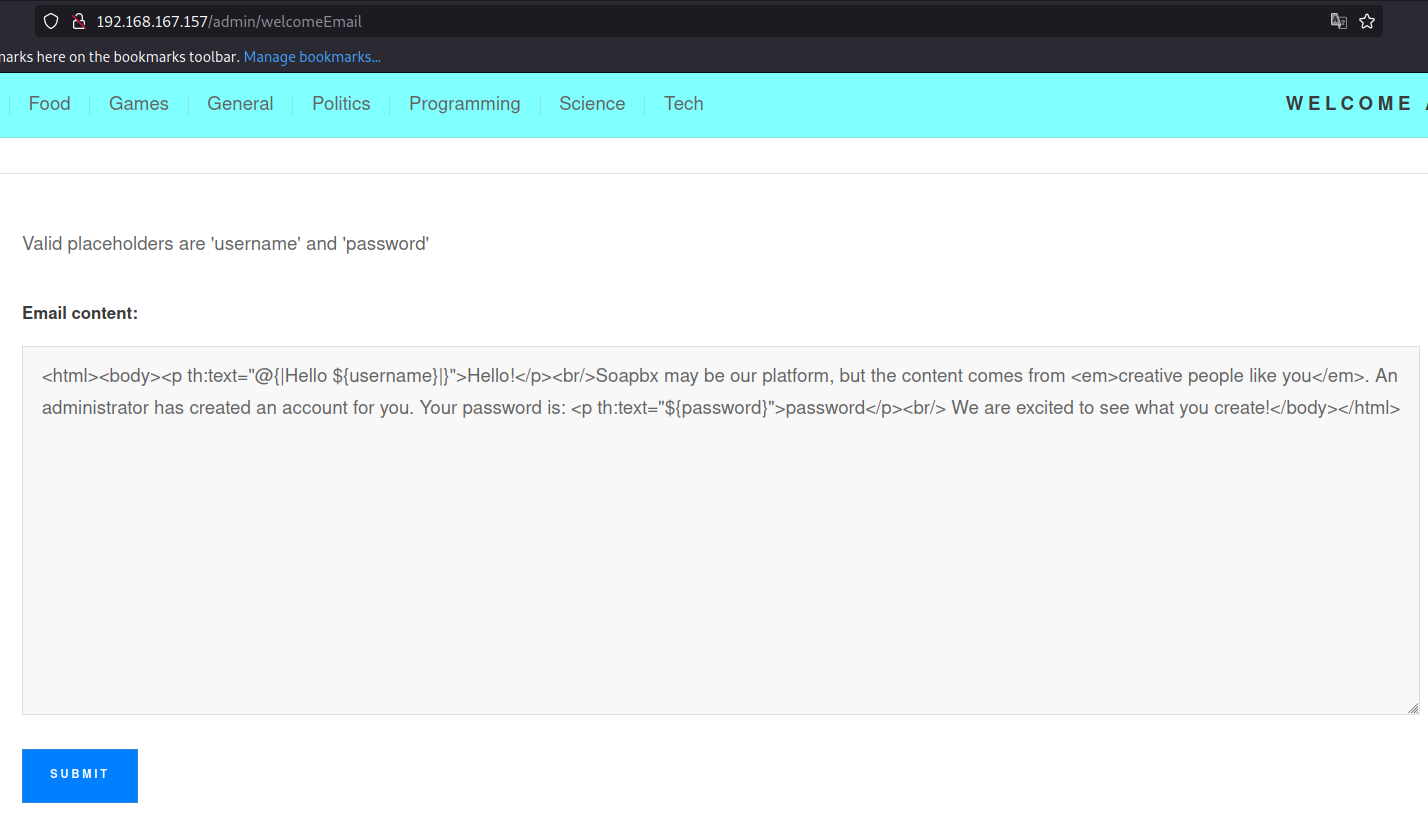 192.168.167.157/admin/welcomeEmail
marks here on the bookmarks toolbar. Manage bookmarks...
Food Games General Politics Programming Science Tech WELCOME
Valid placeholders are 'username' and 'password'
Email content:
<html><body><p th:text="@{|Hello ${username}|}">Hello!</p><br/>Soapbx may be our platform, but the content comes from <em>creative people like you</em>. An
administrator has created an account for you. Your password is: <p th:text="${password}">password</p><br/> We are excited to see what you create!</body></html>
SUBMIT